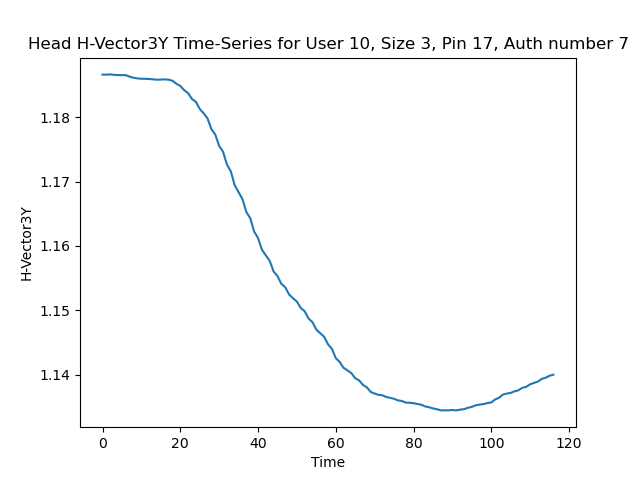 Head H-Vector3Y Time-Series for User 10, Size 3, Pin 17, Auth number 7
H-Vector3Y
1.18
1.17
1.16
1.15
1.14
0 20 40 60 80 100 120
Time